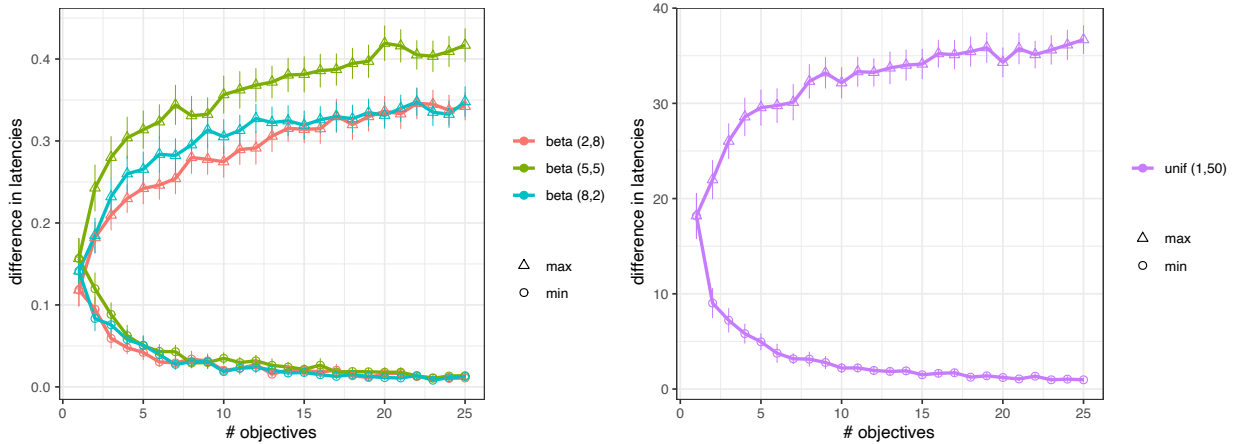 difference in latencies
0.4
0.3
0.2
0.1
0.0
0
5
10
15
20
25
# objectives
beta (2,8)
beta (5,5)
beta (8,2)
max
min
difference in latencies
40
30
20
10
0
0
5
10
15
20
25
# objectives
unif (1,50)
max
min